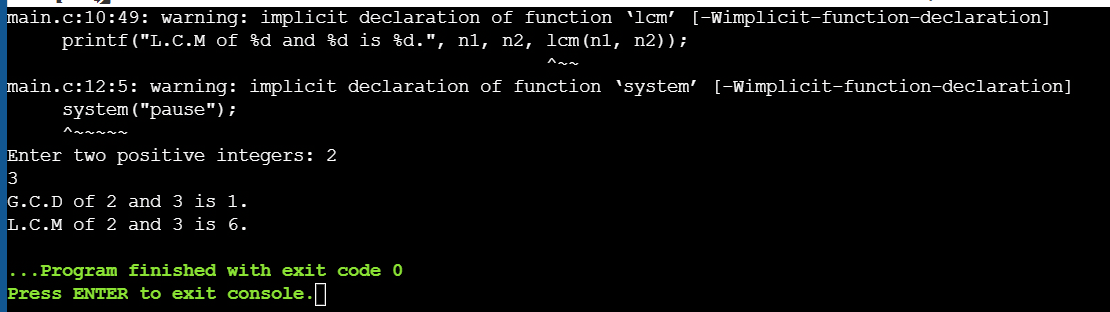 main.c:10:49: warning: implicit declaration of function ‘lcm’ [-Wimplicit-function-declaration]
     printf("L.C.M of %d and %d is %d.", n1, n2, lcm(n1, n2));
                                                 ^~~
main.c:12:5: warning: implicit declaration of function ‘system’ [-Wimplicit-function-declaration]
     system("pause");
     ^~~~~~
Enter two positive integers: 2
3
G.C.D of 2 and 3 is 1.
L.C.M of 2 and 3 is 6.
...Program finished with exit code 0
Press ENTER to exit console.